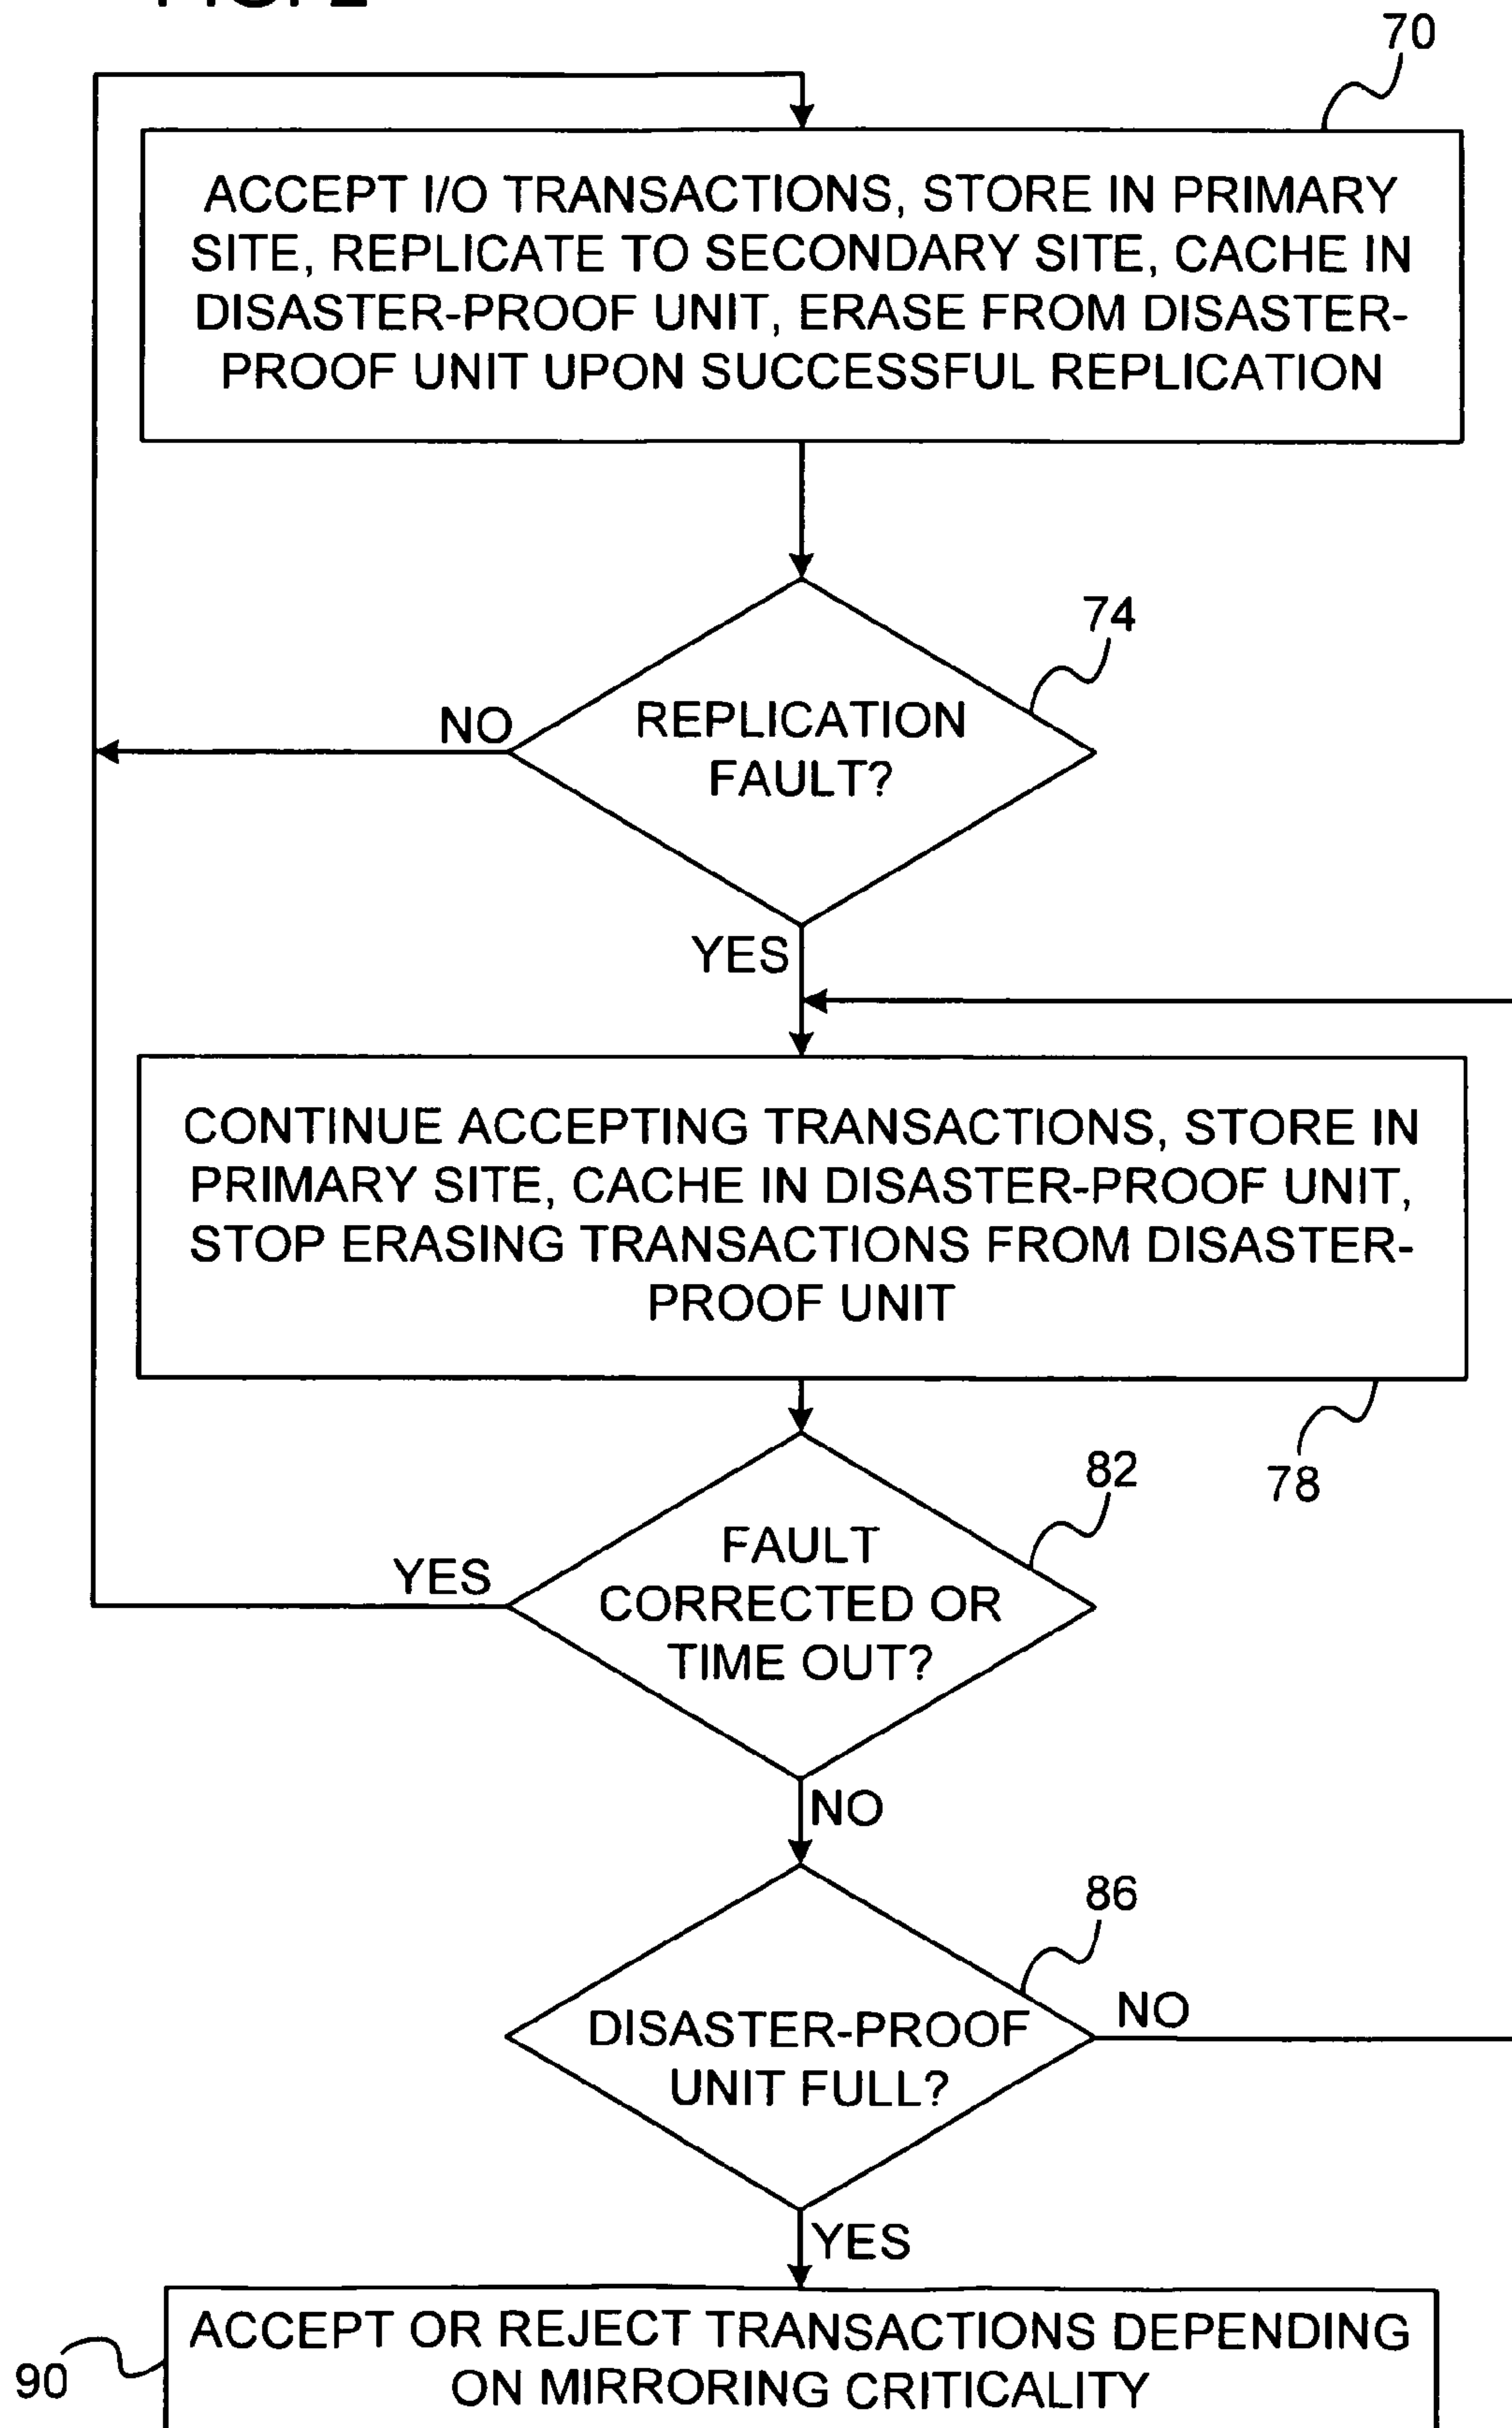 70
ACCEPT I/O TRANSACTIONS, STORE IN PRIMARY
SITE, REPLICATE TO SECONDARY SITE, CACHE IN
DISASTER-PROOF UNIT, ERASE FROM DISASTER-
PROOF UNIT UPON SUCCESSFUL REPLICATION
74
NO
REPLICATION
FAULT?
YES
CONTINUE ACCEPTING TRANSACTIONS, STORE IN
PRIMARY SITE, CACHE IN DISASTER-PROOF UNIT,
STOP ERASING TRANSACTIONS FROM DISASTER-
PROOF UNIT
78
82
YES
FAULT
CORRECTED OR
TIME OUT?
NO
86
NO
DISASTER-PROOF
UNIT FULL?
YES
90
ACCEPT OR REJECT TRANSACTIONS DEPENDING
ON MIRRORING CRITICALITY